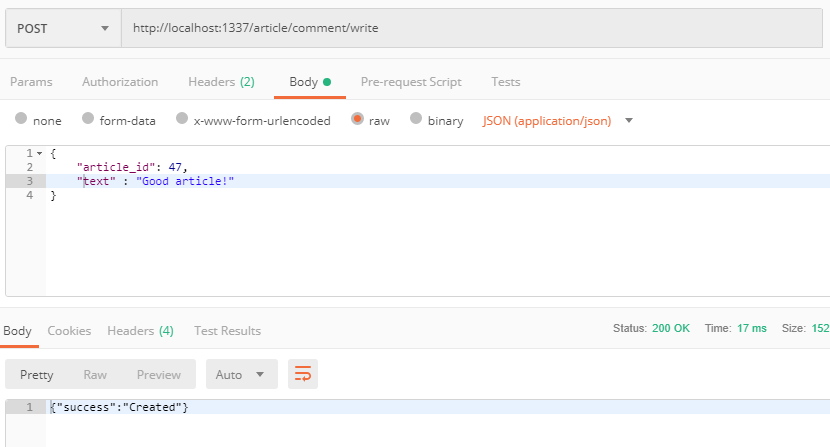 POST http://localhost:1337/article/comment/write
Params Authorization Headers (2) Body Pre-request Script Tests
none form-data x-www-form-urlencoded raw binary JSON (application/json)
1 {
2 "article_id": 47,
3 "text" : "Good article!"
4 }
Body Cookies Headers (4) Test Results Status: 200 OK Time: 17 ms Size: 152
Pretty Raw Preview Auto
1 {"success":"Created"}